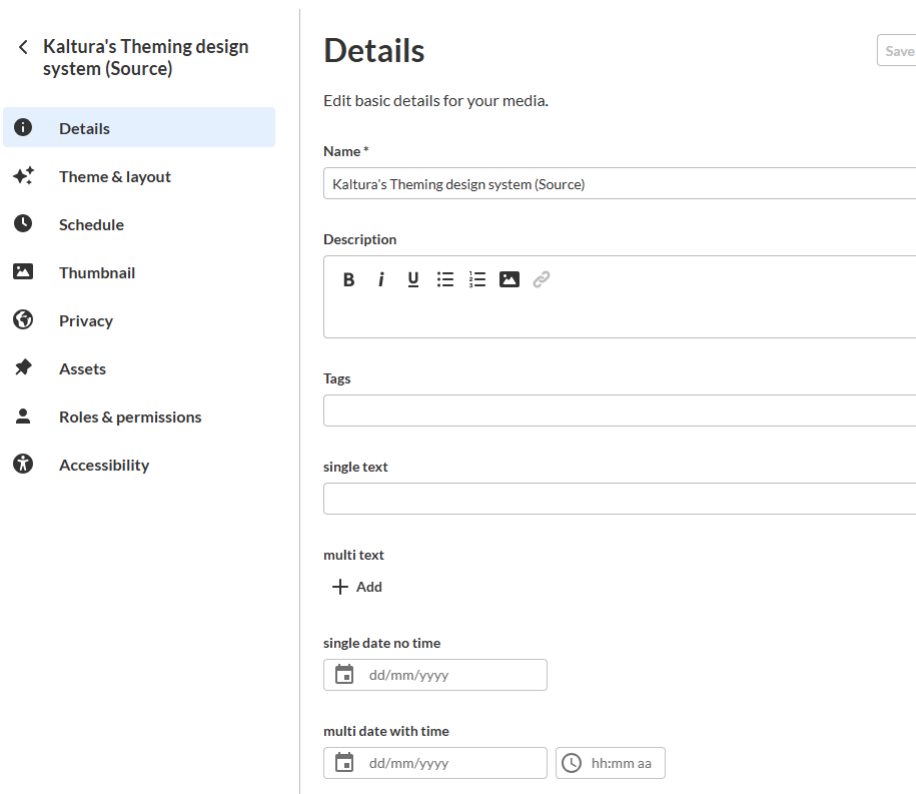 Kaltura's Theming design
system (Source)
Details
Theme & layout
Schedule
Thumbnail
Privacy
Assets
Roles & permissions
Accessibility
Details
Save
Edit basic details for your media.
Name *
Kaltura's Theming design system (Source)
Description
B i U
Tags
single text
multi text
Add
single date no time
dd/mm/yyyy
multi date with time
dd/mm/yyyy hh:mm aa